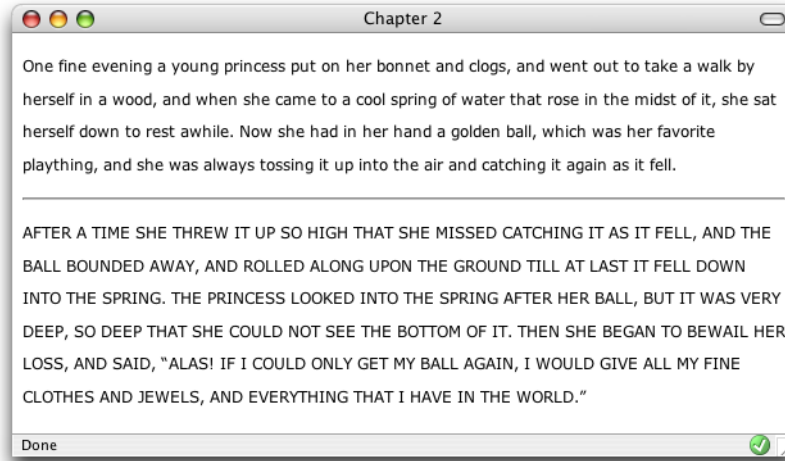 Chapter 2
One fine evening a young princess put on her bonnet and clogs, and went out to take a walk by
herself in a wood, and when she came to a cool spring of water that rose in the midst of it, she sat
herself down to rest awhile. Now she had in her hand a golden ball, which was her favorite
plaything, and she was always tossing it up into the air and catching it again as it fell.
AFTER A TIME SHE THREW IT UP SO HIGH THAT SHE MISSED CATCHING IT AS IT FELL, AND THE
BALL BOUNDED AWAY, AND ROLLED ALONG UPON THE GROUND TILL AT LAST IT FELL DOWN
INTO THE SPRING. THE PRINCESS LOOKED INTO THE SPRING AFTER HER BALL, BUT IT WAS VERY
DEEP, SO DEEP THAT SHE COULD NOT SEE THE BOTTOM OF IT. THEN SHE BEGAN TO BEWAIL HER
LOSS, AND SAID, “ALAS! IF I COULD ONLY GET MY BALL AGAIN, I WOULD GIVE ALL MY FINE
CLOTHES AND JEWELS, AND EVERYTHING THAT I HAVE IN THE WORLD.”
Done